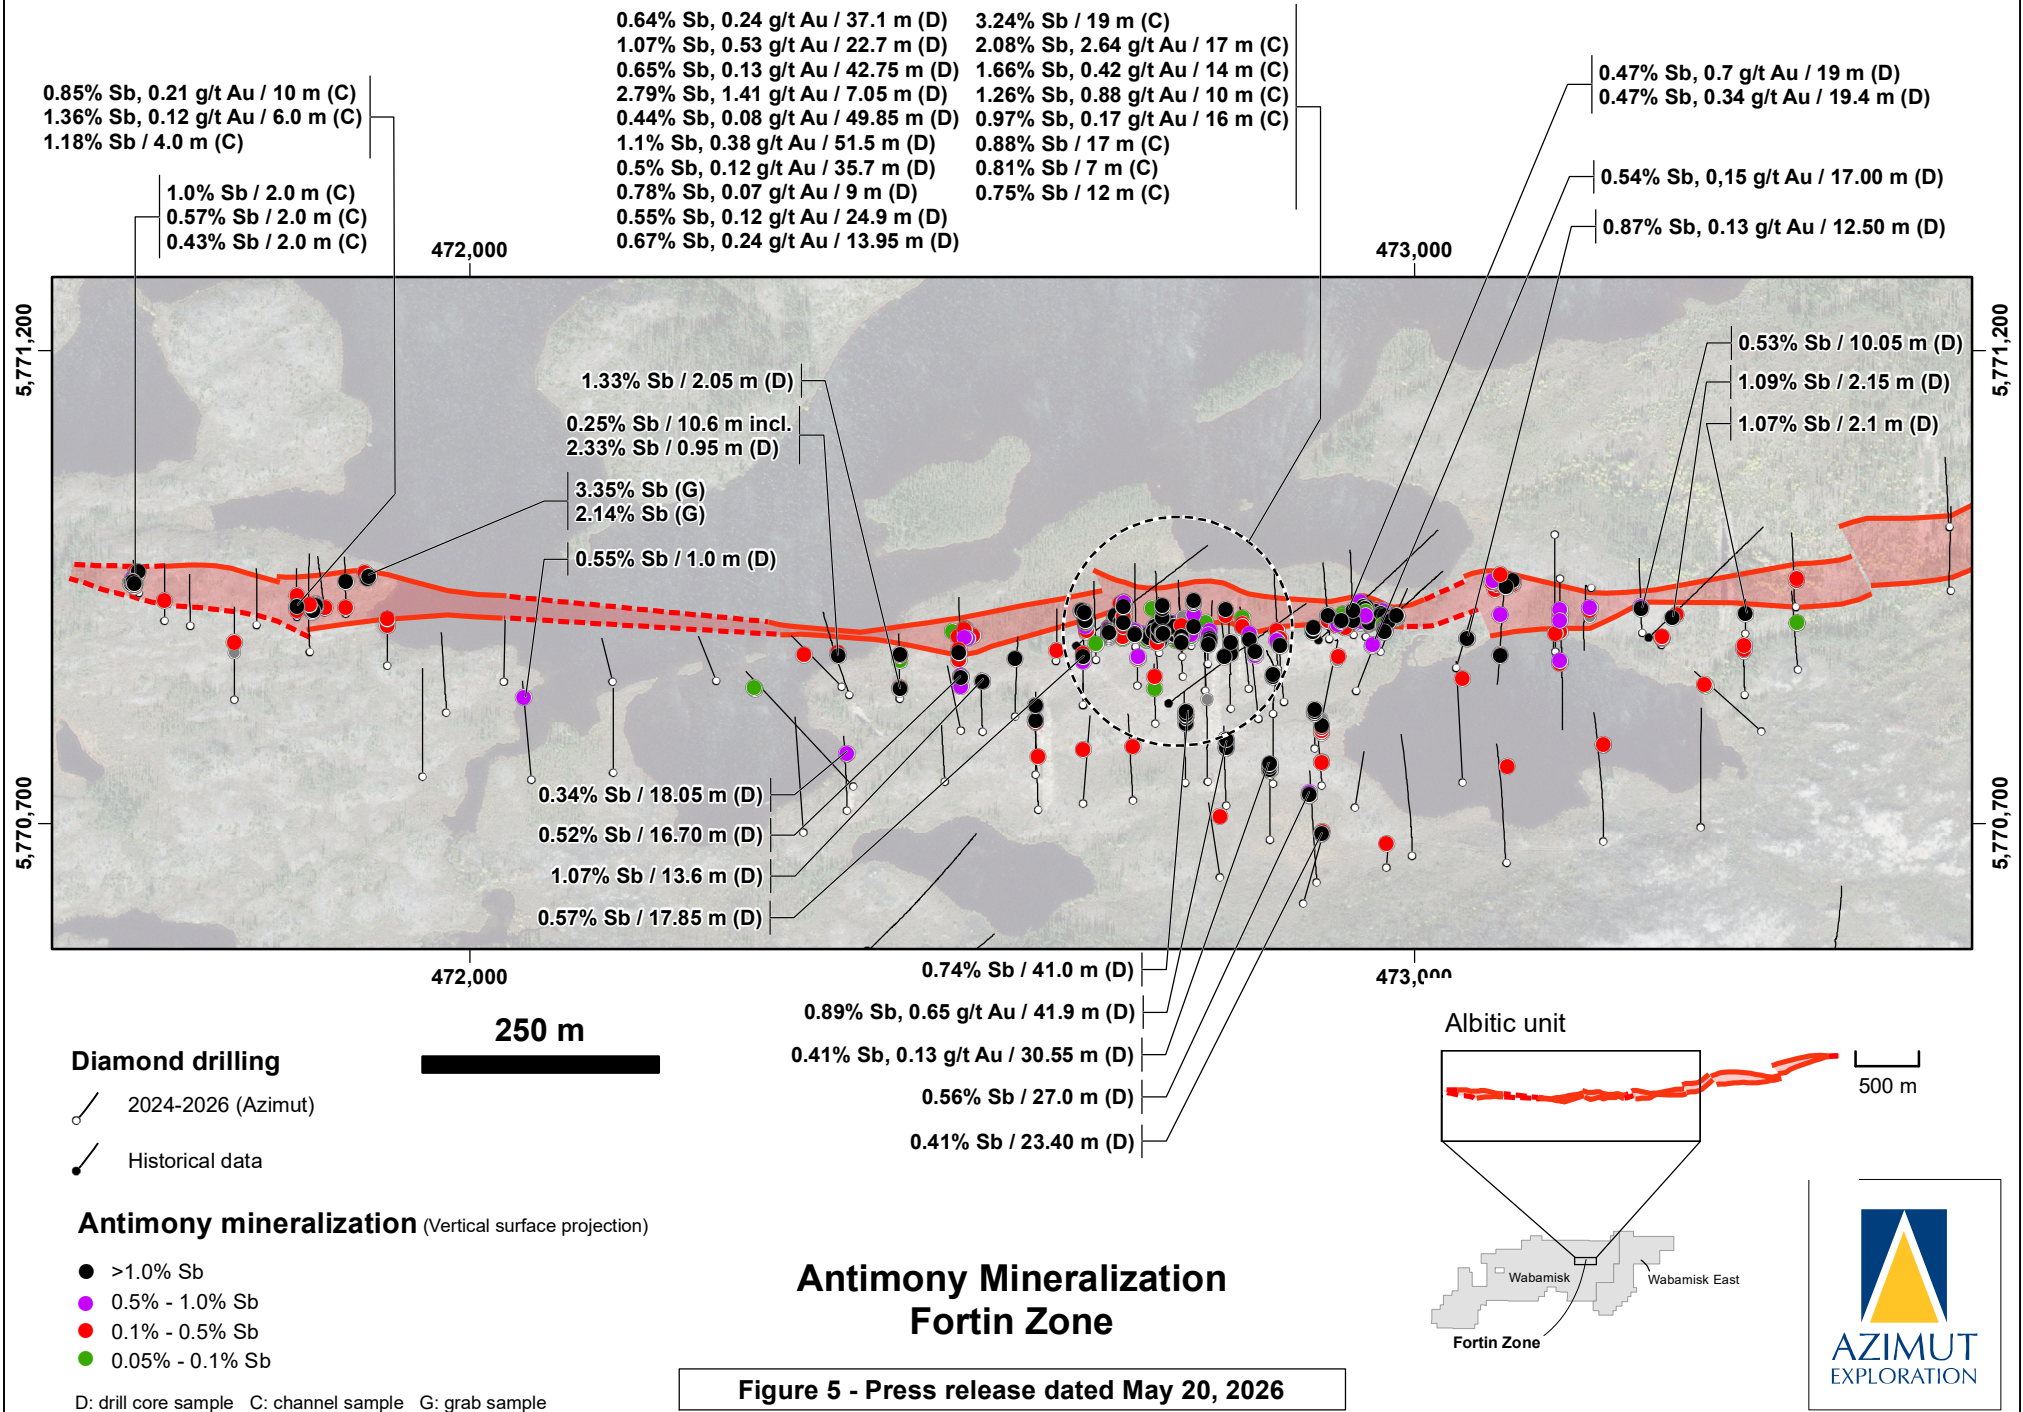 0.64% Sb, 0.24 g/t Au / 37.1 m (D)
1.07% Sb, 0.53 g/t Au / 22.7 m (D)
0.65% Sb, 0.13 g/t Au / 42.75 m (D)
2.79% Sb, 1.41 g/t Au / 7.05 m (D)
0.44% Sb, 0.08 g/t Au / 49.85 m (D)
1.1% Sb, 0.38 g/t Au / 51.5 m (D)
0.5% Sb, 0.12 g/t Au / 35.7 m (D)
0.78% Sb, 0.07 g/t Au / 9 m (D)
0.55% Sb, 0.12 g/t Au / 24.9 m (D)
0.67% Sb, 0.24 g/t Au / 13.95 m (D)
3.24% Sb / 19 m (C)
2.08% Sb, 2.64 g/t Au / 17 m (C)
1.66% Sb, 0.42 g/t Au / 14 m (C)
1.26% Sb, 0.88 g/t Au / 10 m (C)
0.97% Sb, 0.17 g/t Au / 16 m (C)
0.88% Sb / 17 m (C)
0.81% Sb / 7 m (C)
0.75% Sb / 12 m (C)
0.85% Sb, 0.21 g/t Au / 10 m (C)
1.36% Sb, 0.12 g/t Au / 6.0 m (C)
1.18% Sb / 4.0 m (C)
1.0% Sb / 2.0 m (C)
0.57% Sb / 2.0 m (C)
0.43% Sb / 2.0 m (C)
0.47% Sb, 0.7 g/t Au / 19 m (D)
0.47% Sb, 0.34 g/t Au / 19.4 m (D)
0.54% Sb, 0,15 g/t Au / 17.00 m (D)
0.87% Sb, 0.13 g/t Au / 12.50 m (D)
472,000
473,000
5,771,200
5,771,200
0.53% Sb / 10.05 m (D)
1.09% Sb / 2.15 m (D)
1.07% Sb / 2.1 m (D)
1.33% Sb / 2.05 m (D)
0.25% Sb / 10.6 m incl.
2.33% Sb / 0.95 m (D)
3.35% Sb (G)
2.14% Sb (G)
0.55% Sb / 1.0 m (D)
0.34% Sb / 18.05 m (D)
0.52% Sb / 16.70 m (D)
1.07% Sb / 13.6 m (D)
0.57% Sb / 17.85 m (D)
5,770,700
5,770,700
472,000
473,000
0.74% Sb / 41.0 m (D)
0.89% Sb, 0.65 g/t Au / 41.9 m (D)
0.41% Sb, 0.13 g/t Au / 30.55 m (D)
0.56% Sb / 27.0 m (D)
0.41% Sb / 23.40 m (D)
250 m
Diamond drilling
2024-2026 (Azimut)
Historical data
Antimony mineralization (Vertical surface projection)
>1.0% Sb
0.5% - 1.0% Sb
0.1% - 0.5% Sb
0.05% - 0.1% Sb
D: drill core sample C: channel sample G: grab sample
Antimony Mineralization
Fortin Zone
Figure 5 - Press release dated May 20, 2026
Albitic unit
500 m
Wabamisk
Wabamisk East
Fortin Zone
AZIMUT
EXPLORATION